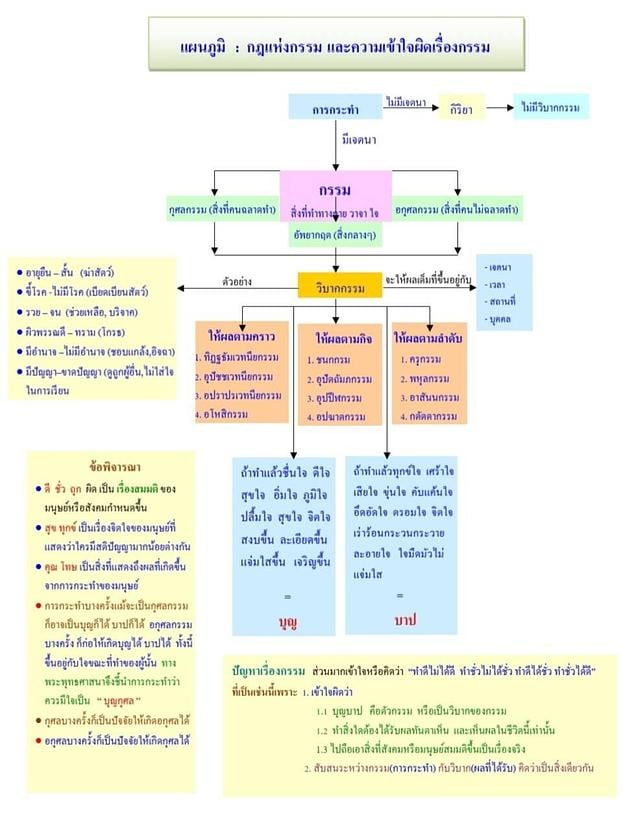 แผนภูมิ : กฎแห่งกรรม และความเข้าใจผิดเรื่องกรรม
การกระทำ
ไม่มีเจตนา
กิริยา
ไม่มีวิบากกรรม
มีเจตนา
กรรม
สิ่งที่ทำทางกาย วาจา ใจ
กุศลกรรม (สิ่งที่คนฉลาดทำ)
อกุศลกรรม (สิ่งที่คนไม่ฉลาดทำ)
อัพยากฤต (สิ่งกลางๆ)
ตัวอย่าง
วิบากกรรม
จะให้ผลเต็มที่ขึ้นอยู่กับ
- เจตนา
- เวลา
- สถานที่
- บุคคล
● อายุยืน – สั้น (ฆ่าสัตว์)
● ขี้โรค -ไม่มีโรค (เบียดเบียนสัตว์)
● รวย – จน (ช่วยเหลือ, บริจาค)
● ผิวพรรณดี – ทราม (โกรธ)
● มีอำนาจ –ไม่มีอำนาจ (ชอบแกล้ง,อิจฉา)
● มีปัญญา–ขาดปัญญา (ดูถูกผู้อื่น,ไม่ใส่ใจ
ในการเรียน
ให้ผลตามคราว
1. ทิฎฐธัมเวทนียกรรม
2. อุปัชชเวทนียกรรม
3. อปราปรเวทนียกรรม
4. อโหสิกรรม
ให้ผลตามกิจ
1. ชนกกรม
2. อุปัตถัมภกกรรม
3. อุปปีฬกรรม
4. อุปฆาตกรรม
ให้ผลตามลำดับ
1. ครุกรรม
2. พหุลกรรม
3. อาสันนกรรม
4. กตัตตากรรม
ข้อพิจารณา
● ดี ชั่ว ถูก ผิด เป็น เรื่องสมมติ ของ
มนุษย์หรือสังคมกำหนดขึ้น
● สุข ทุกข์ เป็นเรื่องจิตใจของมนุษย์ที่
แสดงว่าใครมีสติปัญญามากน้อยต่างกัน
● คุณ โทษ เป็นสิ่งที่แสดงถึงผลที่เกิดขึ้น
จากการกระทำของมนุษย์
● การกระทำบางครั้งแม้จะเป็นกุศลกรรม
ก็อาจเป็นบุญก็ได้ บาปก็ได้ อกุศลกรรม
บางครั้ง ก็ก่อให้เกิดบุญได้ บาปได้ ทั้งนี้
ขึ้นอยู่กับใจขณะที่ทำของผู้นั้น ทาง
พระพุทธศาสนาจึงชี้นำการกระทำว่า
ควรมีใจเป็น " บุญกุศล "
● กุศลบางครั้งก็เป็นปัจจัยให้เกิดอกุศลได้
● อกุศลบางครั้งก็เป็นปัจจัยให้เกิดกุศลได้
ถ้าทำแล้วชื่นใจ ดีใจ
สุขใจ อิ่มใจ ภูมิใจ
ปลื้มใจ สุขใจ จิตใจ
สงบขึ้น ละเอียดขึ้น
แจ่มใสขึ้น เจริญขึ้น
=
บุญ
ถ้าทำแล้วทุกข์ใจ เศร้าใจ
เสียใจ ขุ่นใจ คับแค้นใจ
อึดอัดใจ ตรอมใจ จิตใจ
เร่าร้อนกระวนกระวาย
ละอายใจ ใจมืดมัวไม่
แจ่มใส
=
บาป
ปัญหาเรื่องกรรม ส่วนมากเข้าใจหรือคิดว่า "ทำดีไม่ได้ดี ทำชั่วไม่ได้ชั่ว ทำดีได้ชั่ว ทำชั่วได้ดี"
ที่เป็นเช่นนี้เพราะ 1. เข้าใจผิดว่า
1.1 บุญบาป คือตัวกรรม หรือเป็นวิบากของกรรม
1.2 ทำสิ่งใดต้องได้รับผลทันตาเห็น และเห็นผลในชีวิตนี้เท่านั้น
1.3 ไปถือเอาสิ่งที่สังคมหรือมนุษย์สมมติขึ้นเป็นเรื่องจริง
2. สับสนระหว่างกรรม(การกระทำ) กับวิบาก(ผลที่ได้รับ) คิดว่าเป็นสิ่งเดียวกัน